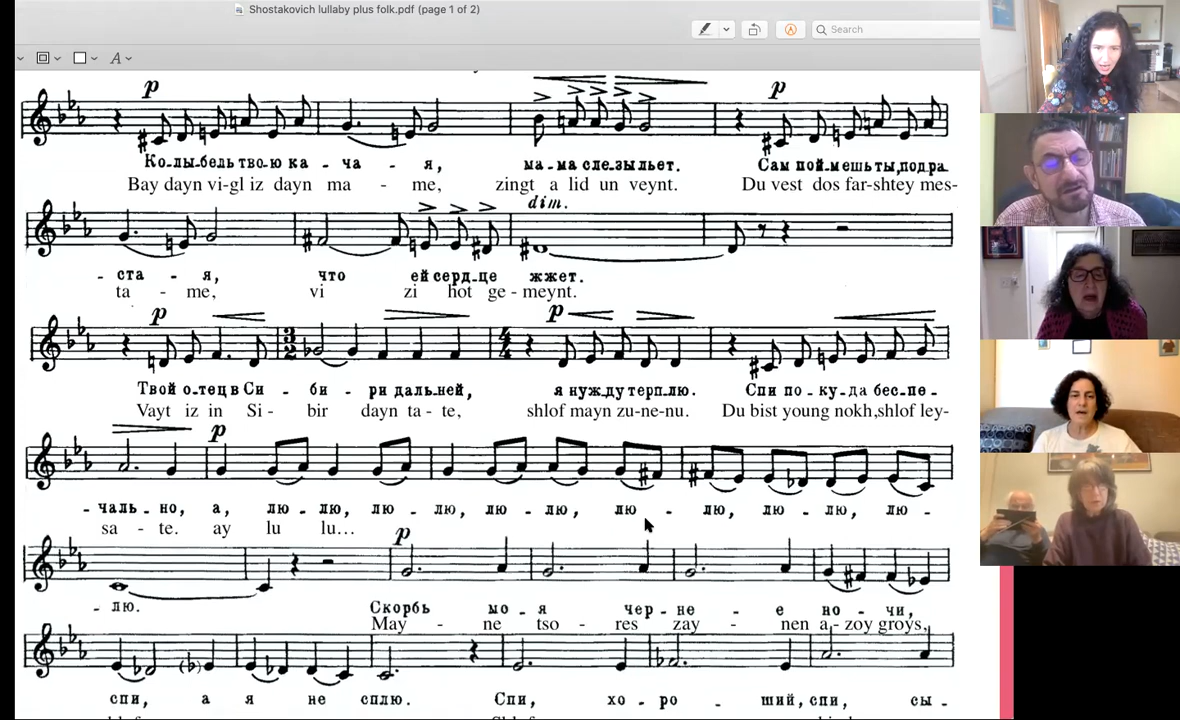 Shostakovich lullaby plus folk.pdf (page 1 of 2)
Search
p p
Ко-лы-бель тво-ю ка - ча - я, ма-ма сле-зы льет. Сам пой-мешь ты, под-ра-
Bay dayn vi-gl iz dayn ma - me, zingt a lid un veynt. Du vest dos far-shtey mes-
dim.
- ста - я, что ей серд-це жжет.
ta - me, vi zi hot ge-meynt.
p p
Твой о-тец в Си - би - ри даль-ней, я нуж-ду терп-лю. Спи по-ку-да бес-пе-
Vayt iz in Si- bir dayn ta-te, shlof mayn zu-ne-nu. Du bist young nokh,shlof ley-
p
- чаль - но, а, лю - лю, лю - лю, лю - лю, лю - лю, лю - лю, лю -
sa - te. ay lu lu...
p
- лю. Скорбь мо - я чер - не - е но - чи,
May - ne tso - res zay - nen a - zoy groys,
спи, а я не сплю. Спи, хо - ро - ший, спи, сы -